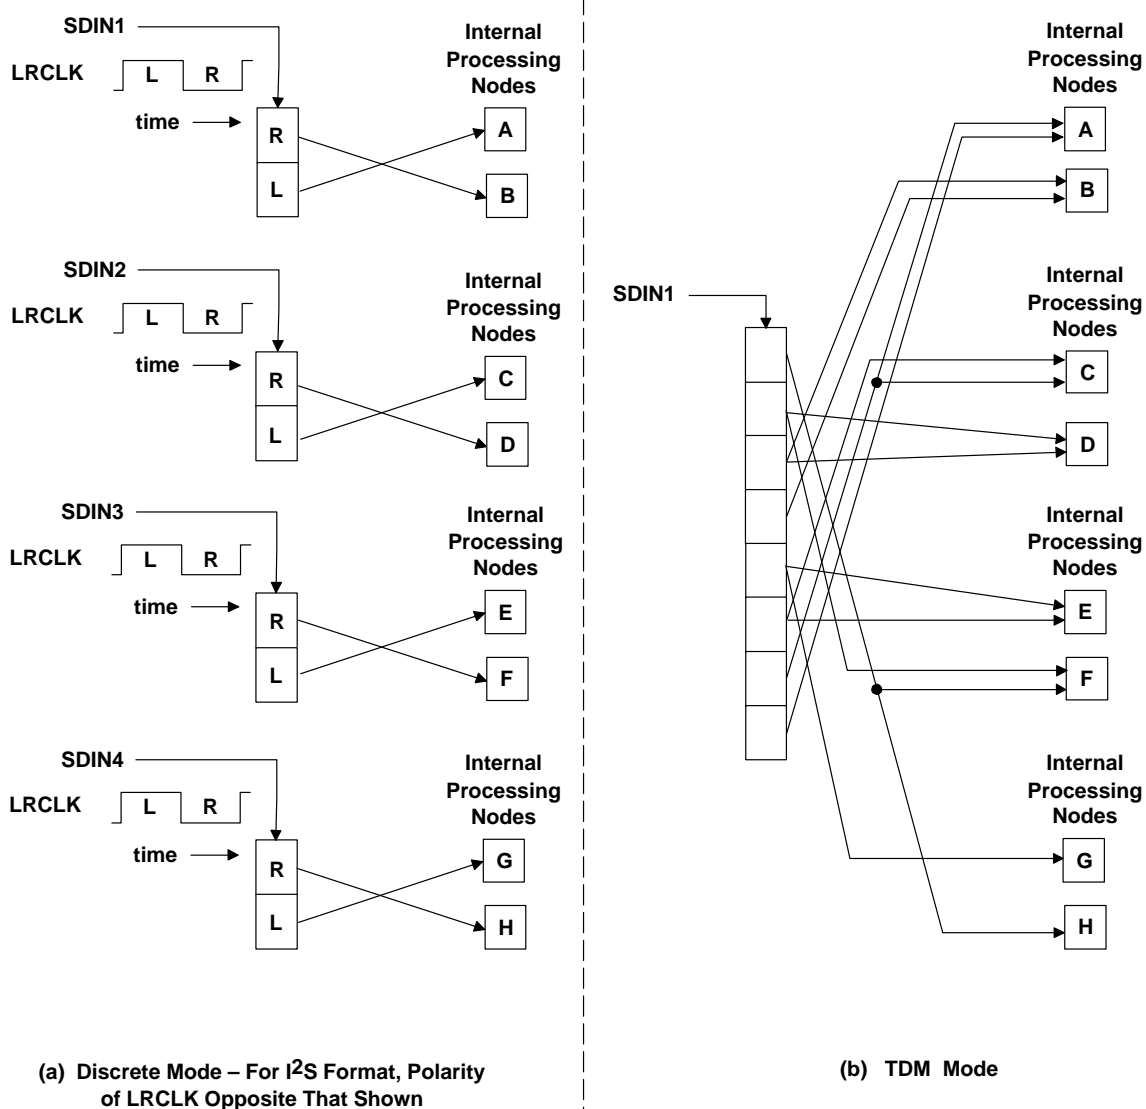 SDIN1
LRCLK
L
R
time
R
L
Internal
Processing
Nodes
A
B
SDIN2
LRCLK
L
R
time
R
L
Internal
Processing
Nodes
C
D
SDIN3
LRCLK
L
R
time
R
L
Internal
Processing
Nodes
E
F
SDIN4
LRCLK
L
R
time
R
L
Internal
Processing
Nodes
G
H
(a) Discrete Mode – For I2S Format, Polarity
of LRCLK Opposite That Shown
SDIN1
Internal
Processing
Nodes
A
B
Internal
Processing
Nodes
C
D
Internal
Processing
Nodes
E
F
Internal
Processing
Nodes
G
H
(b) TDM Mode